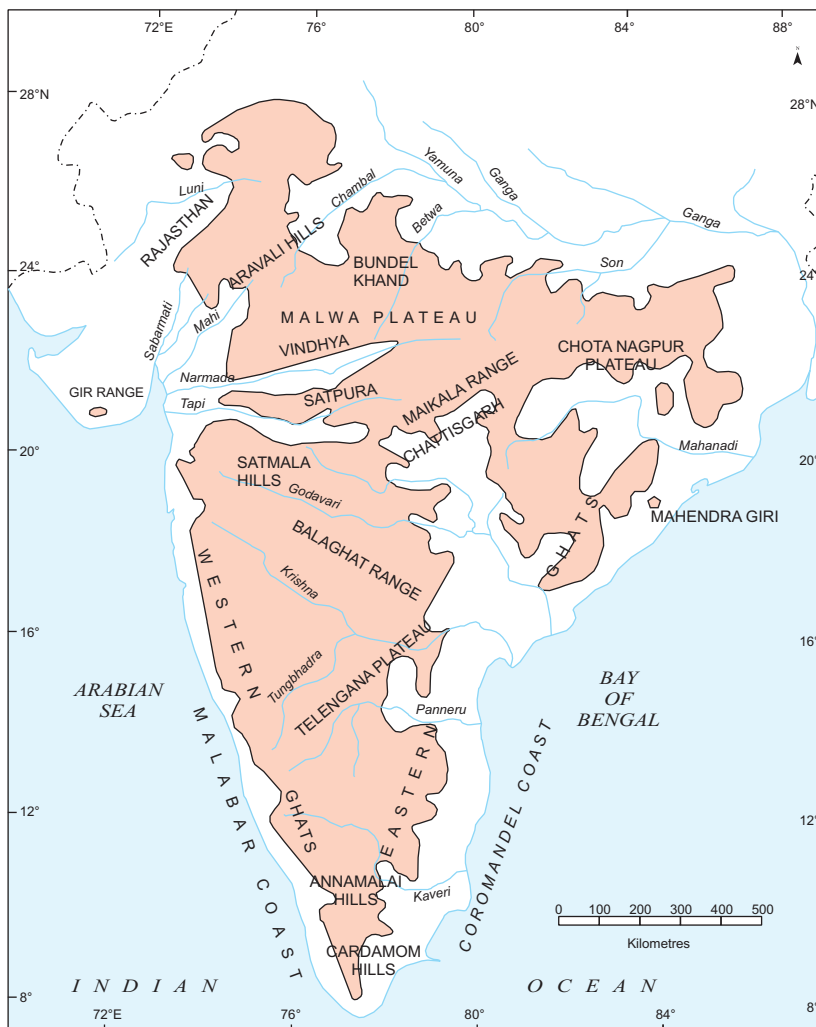 72°E
76°
80°
84°
88°
N
28°N
28°N
Yamuna
Ganga
Luni
Chambal
Ganga
RAJASTHAN
Betwa
ARAVALI HILLS
24°
BUNDEL
KHAND
Son
24°
Sabarmati
Mahi
MALWA PLATEAU
VINDHYA
CHOTA NAGPUR
PLATEAU
Narmada
GIR RANGE
SATPURA
MAIKALA RANGE
Tapi
CHAPTISGARH
20°
Mahanadi
20°
SATMALA
HILLS
Godavari
MAHENDRA GIRI
GHATS
BALAGHAT RANGE
WESTERN
Krishna
16°
16°
TELENGANA PLATEAU
Tungbhadra
ARABIAN
SEA
BAY
OF
BENGAL
Panneru
MALABAR COAST
EASTERN
COROMANDEL COAST
12°
GHATS
12°
ANNAMALAI
HILLS
Kaveri
0 100 200 300 400 500
Kilometres
CARDAMOM
HILLS
INDIAN
OCEAN
8°
8°
72°E
76°
80°
84°